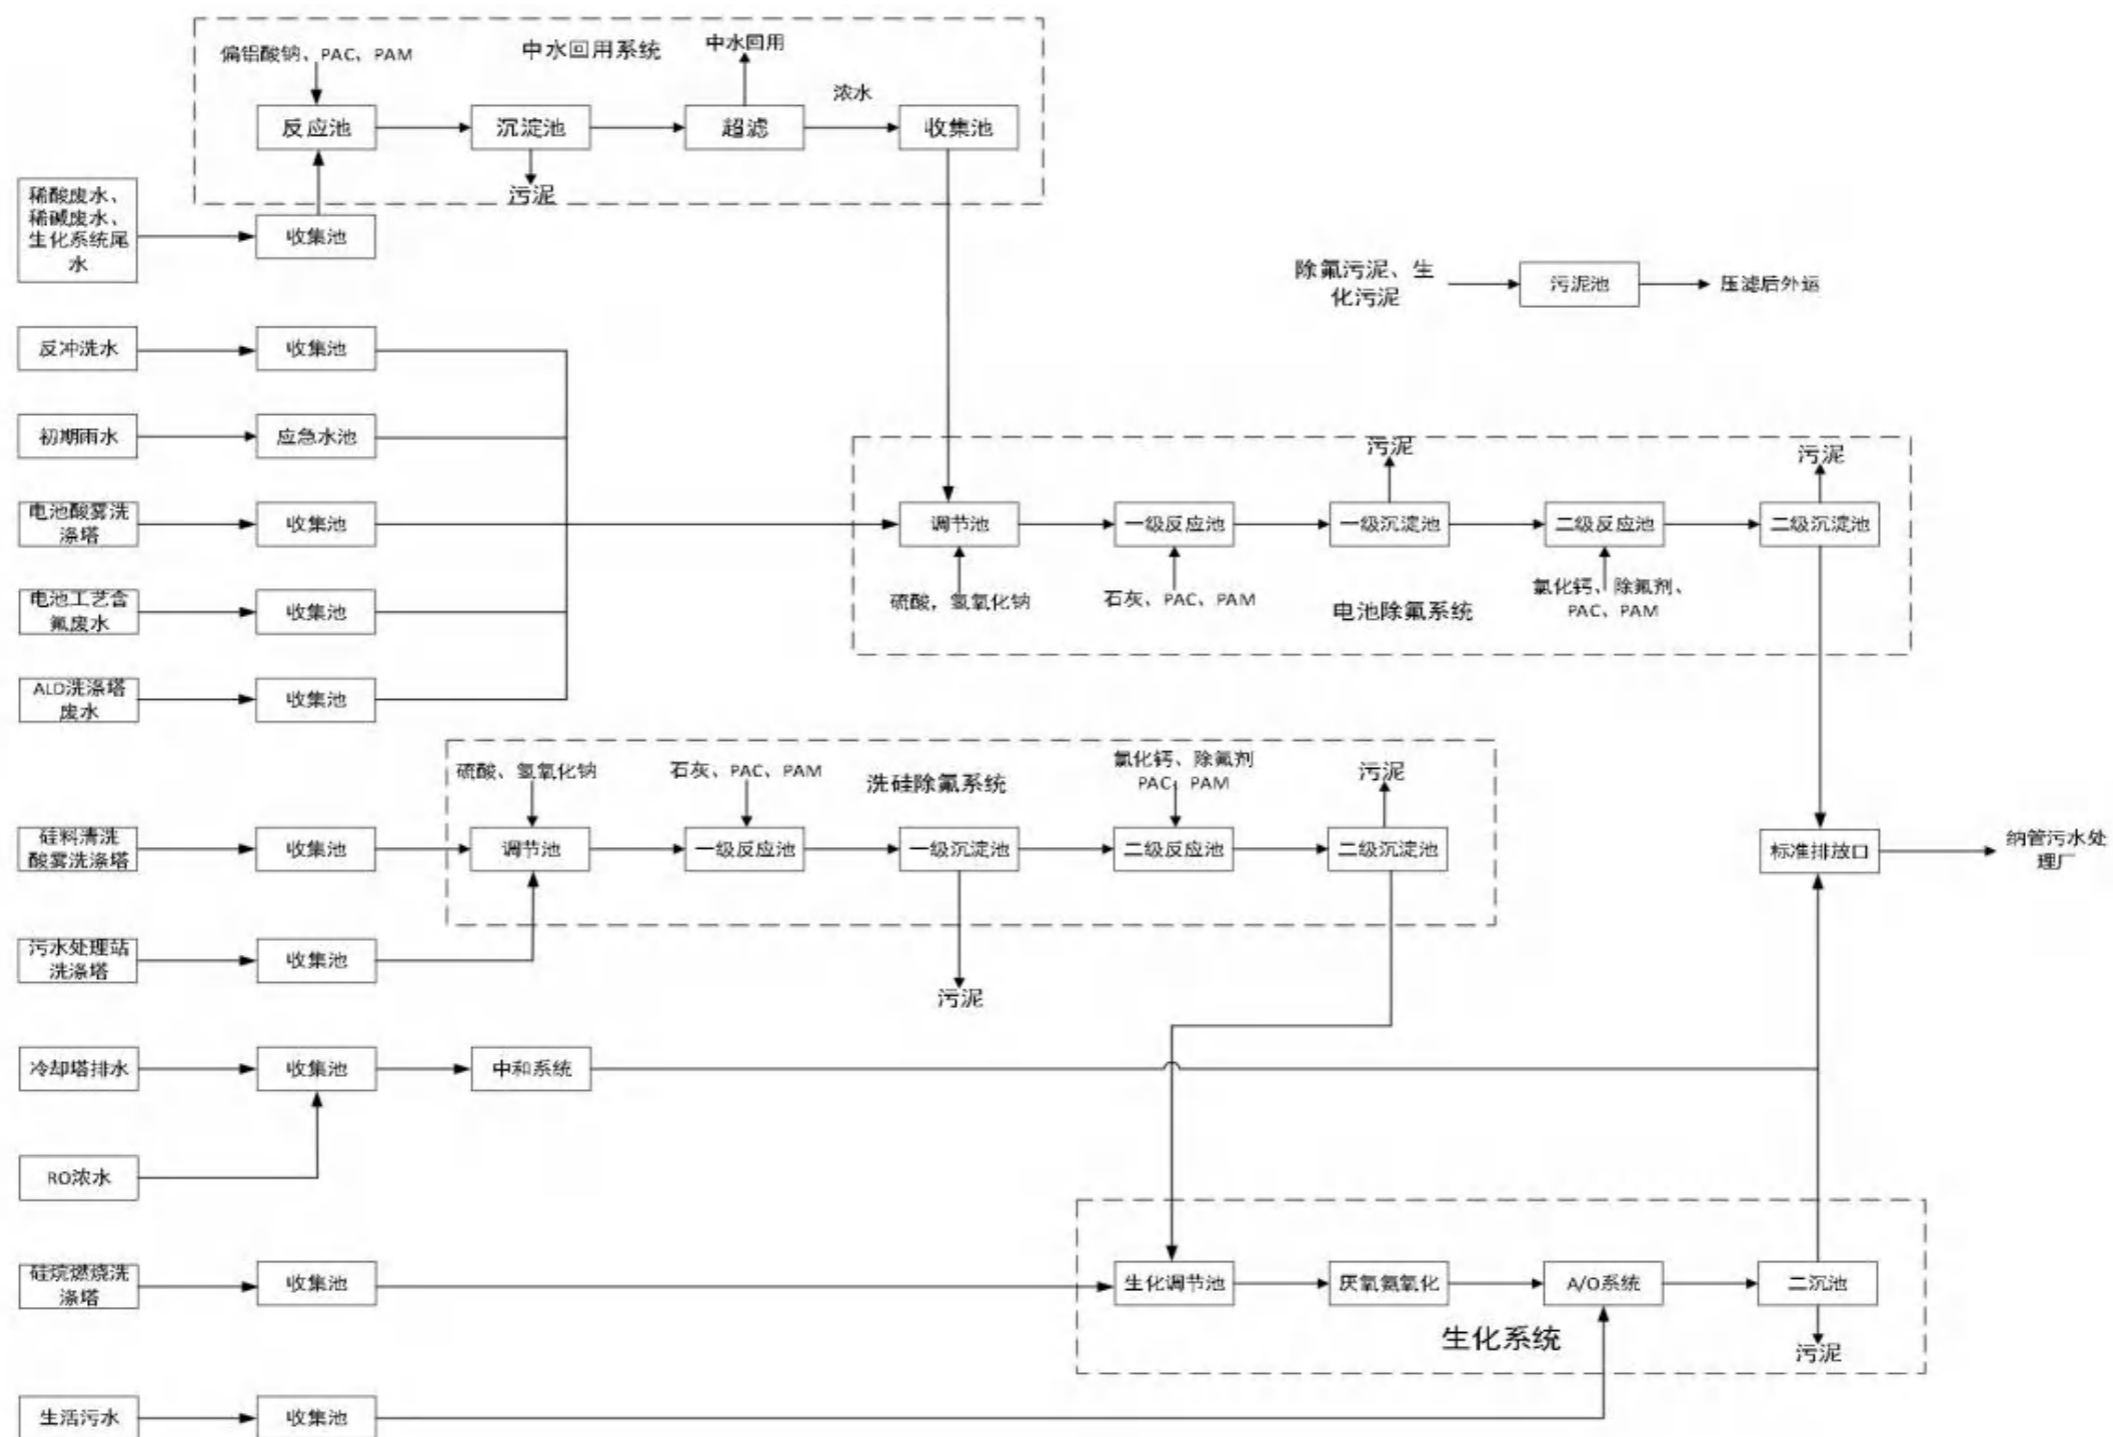 偏铝酸钠、PAC、PAM
中水回用系统
中水回用
浓水
反应池
沉淀池
超滤
收集池
污泥
稀酸废水、
稀碱废水、
生化系统尾
水
收集池
除氟污泥、生
化污泥
污泥池
压滤后外运
反冲洗水
收集池
初期雨水
应急水池
污泥
污泥
电池酸雾洗
涤塔
收集池
调节池
一级反应池
一级沉淀池
二级反应池
二级沉淀池
硫酸，氢氧化钠
石灰、PAC、PAM
电池除氟系统
氯化钙、除氟剂、
PAC、PAM
电池工艺含
氟废水
收集池
ALD洗涤塔
废水
收集池
硫酸、氢氧化钠
石灰、PAC、PAM
洗硅除氟系统
氯化钙、除氟剂
PAC、PAM
污泥
硅料清洗
酸雾洗涤塔
收集池
调节池
一级反应池
一级沉淀池
二级反应池
二级沉淀池
标准排放口
纳管污水处
理厂
污水处理站
洗涤塔
收集池
污泥
冷却塔排水
收集池
中和系统
RO浓水
硅烷燃烧洗
涤塔
收集池
生化调节池
厌氧氨氧化
A/O系统
二沉池
生化系统
污泥
生活污水
收集池